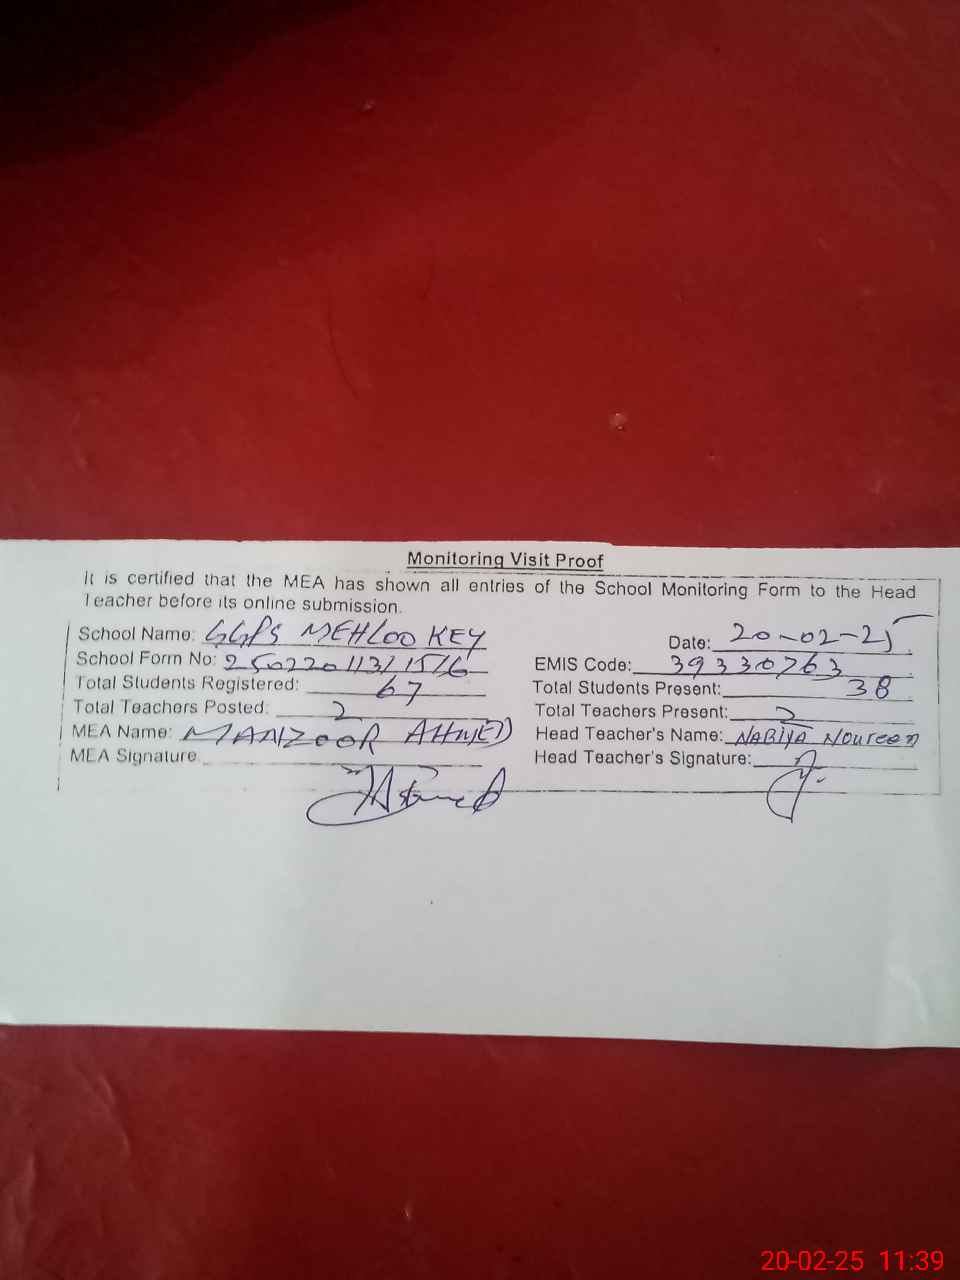 Monitoring Visit Proof
It is certified that the MEA has shown all entries of the School Monitoring Form to the Head
Teacher before its online submission.
School Name: GGPS MEHLOO KEY Date: 20-02-25
School Form No: 2502201131516 EMIS Code: 39330763
Total Students Registered: 67 Total Students Present: 38
Total Teachers Posted: 2 Total Teachers Present: 2
MEA Name: MANZOOR AHMED Head Teacher's Name: NABIYA NOUREEN
MEA Signature: Head Teacher's Signature:
20-02-25 11:39